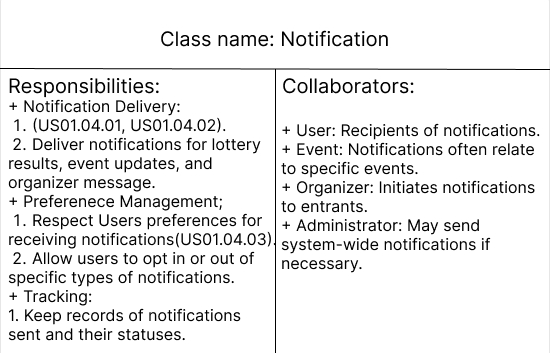 Class name: Notification
Responsibilities:
+ Notification Delivery:
1. (US01.04.01, US01.04.02).
2. Deliver notifications for lottery
results, event updates, and
organizer message.
+ Preferenece Management;
1. Respect Users preferences for
receiving notifications(US01.04.03).
2. Allow users to opt in or out of
specific types of notifications.
+ Tracking:
1. Keep records of notifications
sent and their statuses.
Collaborators:
+ User: Recipients of notifications.
+ Event: Notifications often relate
to specific events.
+ Organizer: Initiates notifications
to entrants.
+ Administrator: May send
system-wide notifications if
necessary.